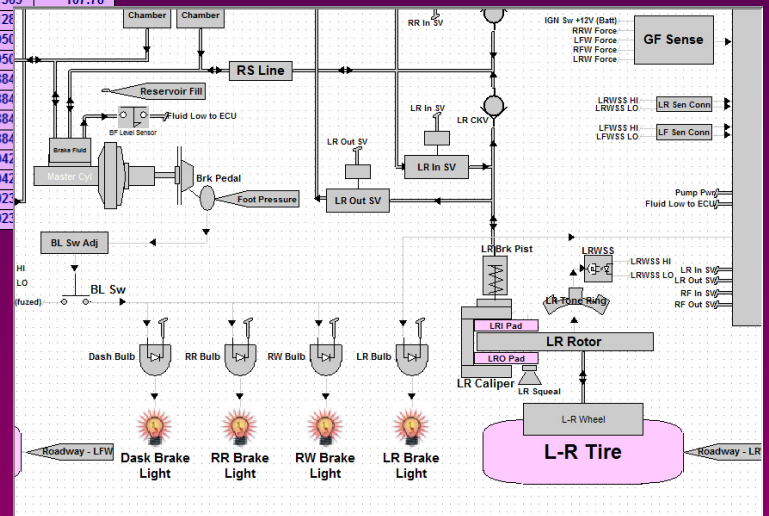 107.76
Chamber
Chamber
RR In SV
IGN Sw +12V (Batt)
RRW Force
LFW Force
RFW Force
LRW Force
GF Sense
RS Line
Reservoir Fill
Fluid Low to ECU
BF Level Sensor
LR In SV
LR CKV
LRWSS HI
LRWSS LO
LR Sen Conn
LFWSS HI
LFWSS LO
LF Sen Conn
Brake Fluid
Master Cyl
LR Out SV
LR In SV
Brk Pedal
Foot Pressure
LR Out SV
Pump Pwr
Fluid Low to ECU
BL Sw Adj
LR Brk Pist
LRWSS
LRWSS HI
LRWSS LO
HI
LO
(fuzed)
BL Sw
LR Tone Ring
LR In SV
LR Out SV
RF In SV
RF Out SV
LRI Pad
LR Rotor
LRO Pad
Dash Bulb
RR Bulb
RW Bulb
LR Bulb
LR Caliper
LR Squeal
L-R Wheel
Roadway - LFW
Dask Brake
Light
RR Brake
Light
RW Brake
Light
LR Brake
Light
L-R Tire
Roadway - LR